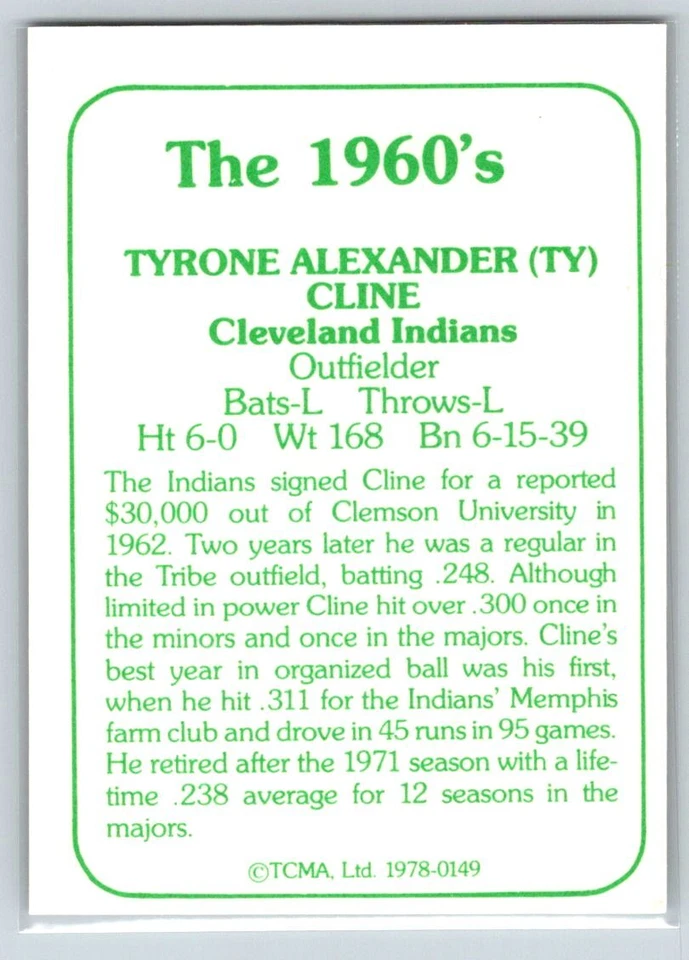 The 1960's
TYRONE ALEXANDER (TY)
CLINE
Cleveland Indians
Outfielder
Bats-L Throws-L
Ht 6-0 Wt 168 Bn 6-15-39
The Indians signed Cline for a reported
$30,000 out of Clemson University in
1962. Two years later he was a regular in
the Tribe outfield, batting .248. Although
limited in power Cline hit over .300 once in
the minors and once in the majors. Cline's
best year in organized ball was his first,
when he hit .311 for the Indians' Memphis
farm club and drove in 45 runs in 95 games.
He retired after the 1971 season with a life-
time .238 average for 12 seasons in the
majors.
©TCMA, Ltd. 1978-0149